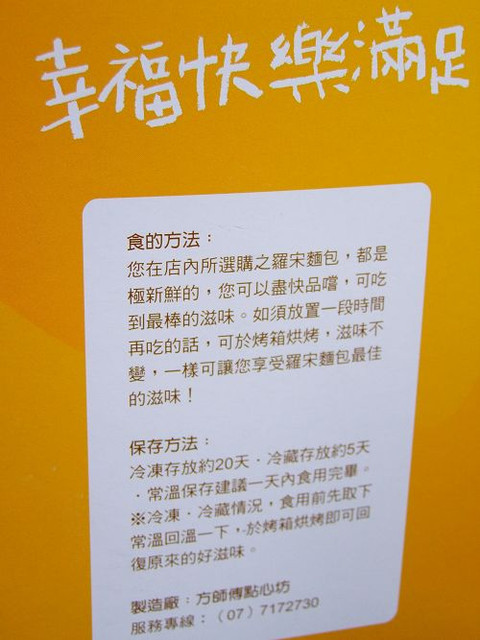 幸福快樂滿足
食的方法：
您在店內所選購之羅宋麵包，都是
極新鮮的，您可以盡快品嚐，可吃
到最棒的滋味。如須放置一段時間
再吃的話，可於烤箱烘烤，滋味不
變，一樣可讓您享受羅宋麵包最佳
的滋味！
保存方法：
冷凍存放約20天．冷藏存放約5天
．常溫保存建議一天內食用完畢。
※冷凍．冷藏情況，食用前先取下
常溫回溫一下，於烤箱烘烤即可回
復原來的好滋味。
製造廠：方師傅點心坊
服務專線：（07）7172730